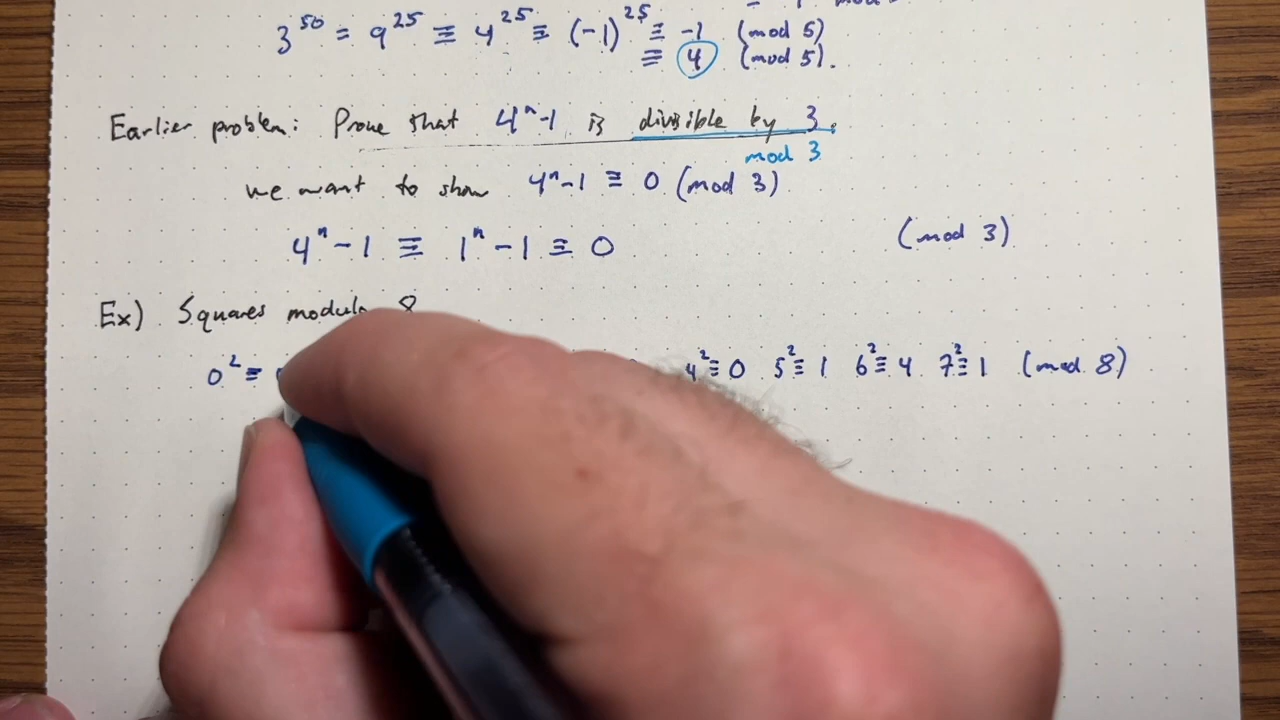 3^50 = 9^25 ≡ 4^25 ≡ (-1)^25 ≡ -1 (mod 5)
≡ 4 (mod 5).
Earlier problem: Prove that 4^n-1 is divisible by 3.
mod 3
we want to show 4^n-1 ≡ 0 (mod 3)
4^n - 1 ≡ 1^n - 1 ≡ 0 (mod 3)
Ex) Squares modulo 8
0^2 ≡ 4^2 ≡ 0 5^2 ≡ 1 6^2 ≡ 4 7^2 ≡ 1 (mod 8)